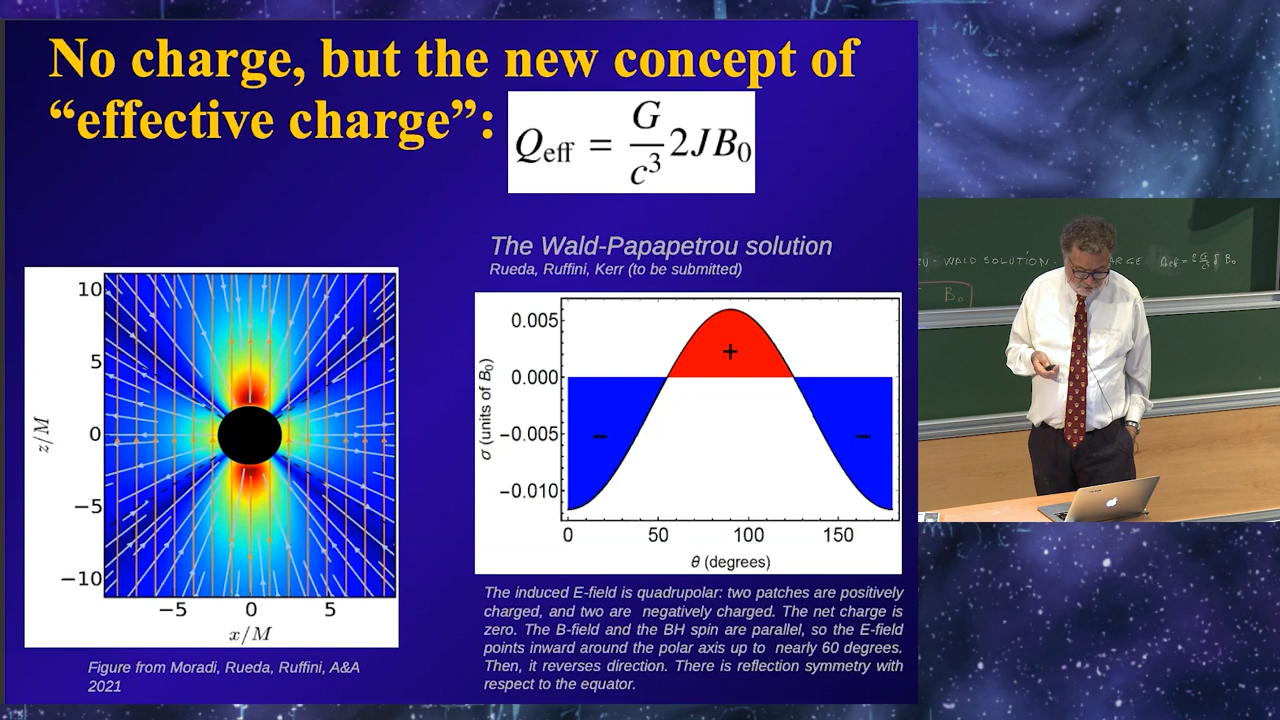 No charge, but the new concept of
“effective charge”:
Q_eff = G/c³ 2JB₀
The Wald-Papapetrou solution
Rueda, Ruffini, Kerr (to be submitted)
10
5
0
−5
−10
z/M
−5 0 5
x/M
Figure from Moradi, Rueda, Ruffini, A&A
2021
0.005
0.000
−0.005
−0.010
σ (units of B₀)
+
− −
0 50 100 150
θ (degrees)
The induced E-field is quadrupolar: two patches are positively
charged, and two are negatively charged. The net charge is
zero. The B-field and the BH spin are parallel, so the E-field
points inward around the polar axis up to nearly 60 degrees.
Then, it reverses direction. There is reflection symmetry with
respect to the equator.
WALD SOLUTION
B₀